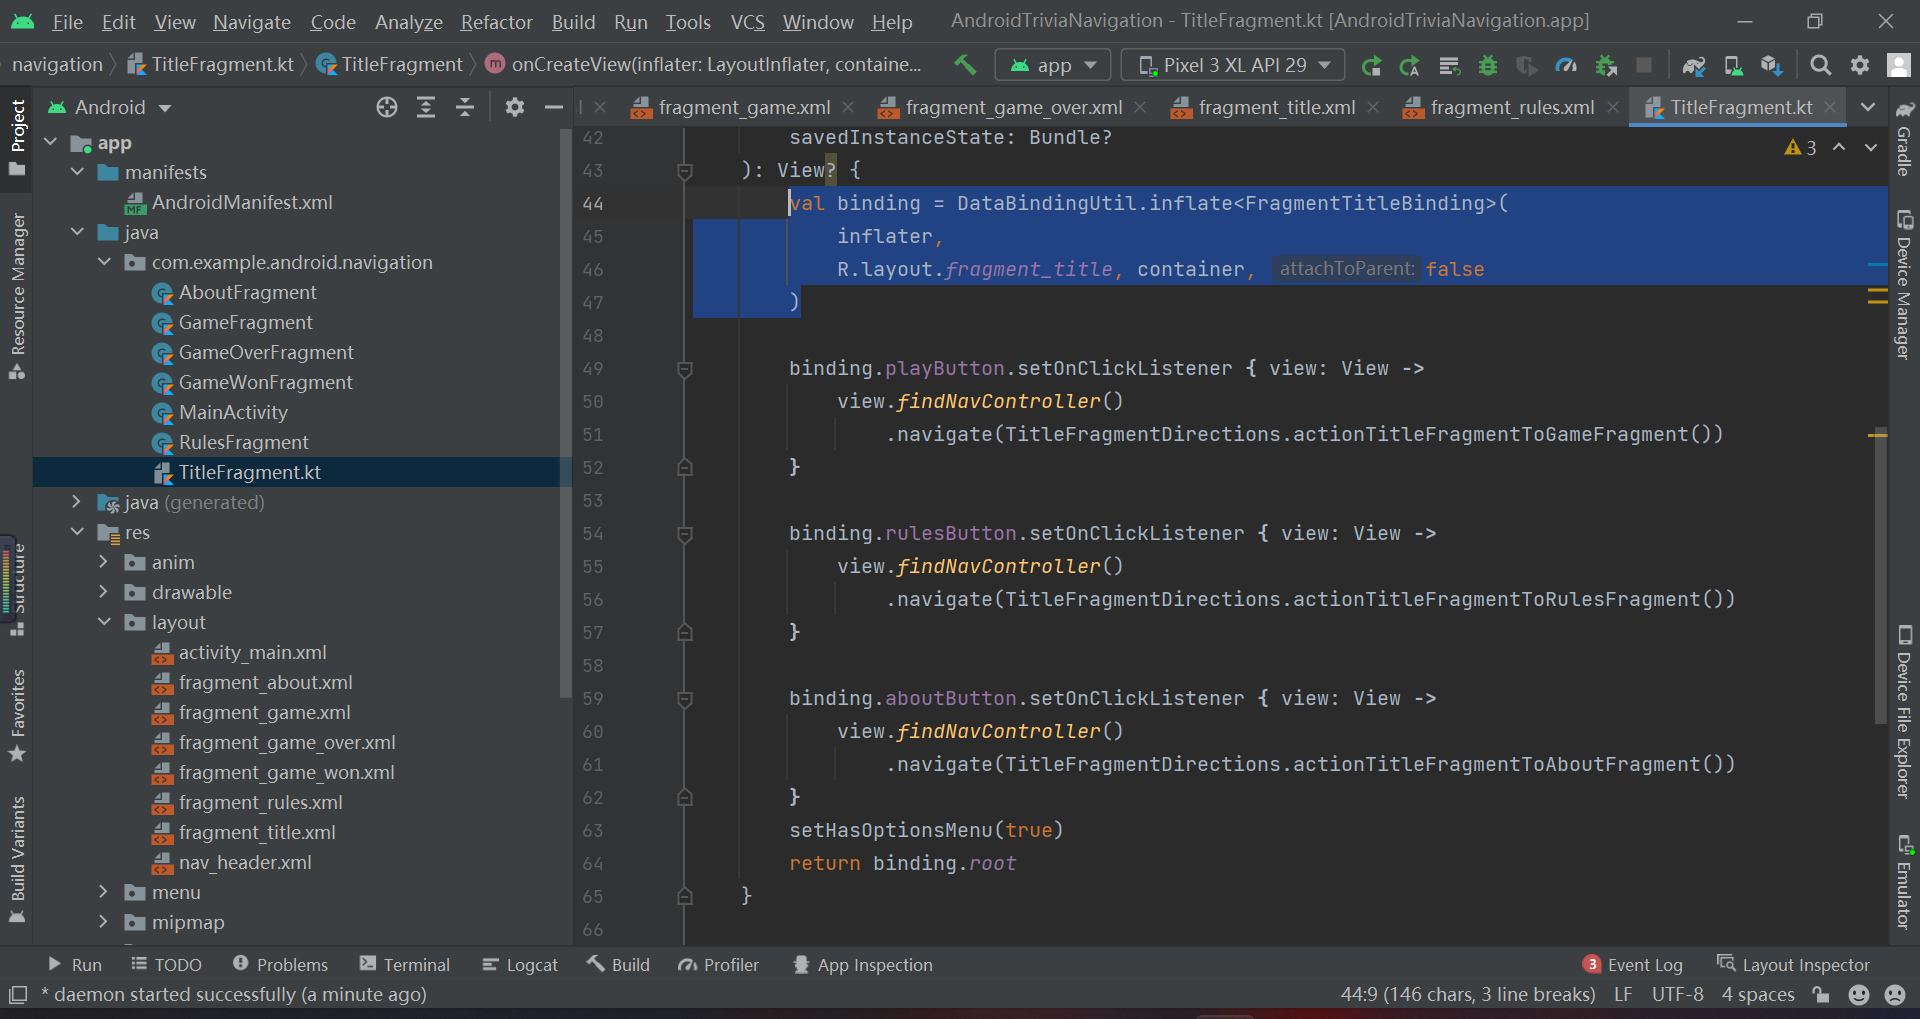 File Edit View Navigate Code Analyze Refactor Build Run Tools VCS Window Help AndroidTriviaNavigation - TitleFragment.kt [AndroidTriviaNavigation.app]
navigation TitleFragment.kt TitleFragment m onCreateView(inflater: LayoutInflater, containe... app Pixel 3 XL API 29
Android
fragment_game.xml fragment_game_over.xml fragment_title.xml fragment_rules.xml TitleFragment.kt
Project
Resource Manager
Structure
Favorites
Build Variants
app
manifests
MF AndroidManifest.xml
java
com.example.android.navigation
AboutFragment
GameFragment
GameOverFragment
GameWonFragment
MainActivity
RulesFragment
TitleFragment.kt
java (generated)
res
anim
drawable
layout
activity_main.xml
fragment_about.xml
fragment_game.xml
fragment_game_over.xml
fragment_game_won.xml
fragment_rules.xml
fragment_title.xml
nav_header.xml
menu
mipmap
3
42 savedInstanceState: Bundle?
43 ): View? {
44 val binding = DataBindingUtil.inflate<FragmentTitleBinding>(
45 inflater,
46 R.layout.fragment_title, container, attachToParent: false
47 )
48
49 binding.playButton.setOnClickListener { view: View ->
50 view.findNavController()
51 .navigate(TitleFragmentDirections.actionTitleFragmentToGameFragment())
52 }
53
54 binding.rulesButton.setOnClickListener { view: View ->
55 view.findNavController()
56 .navigate(TitleFragmentDirections.actionTitleFragmentToRulesFragment())
57 }
58
59 binding.aboutButton.setOnClickListener { view: View ->
60 view.findNavController()
61 .navigate(TitleFragmentDirections.actionTitleFragmentToAboutFragment())
62 }
63 setHasOptionsMenu(true)
64 return binding.root
65 }
66
Gradle
Device Manager
Device File Explorer
Emulator
Run TODO Problems Terminal Logcat Build Profiler App Inspection 3 Event Log Layout Inspector
* daemon started successfully (a minute ago) 44:9 (146 chars, 3 line breaks) LF UTF-8 4 spaces